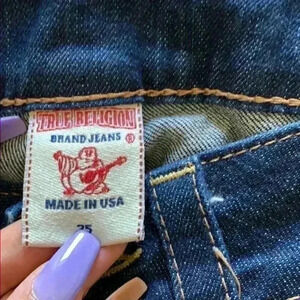 TRUE RELIGION
BRAND JEANS ®
MADE IN USA
25